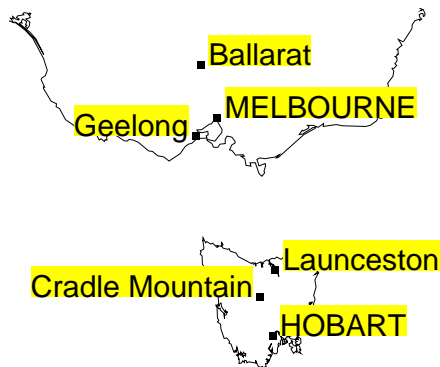 Ballarat
MELBOURNE
Geelong
Launceston
Cradle Mountain
HOBART